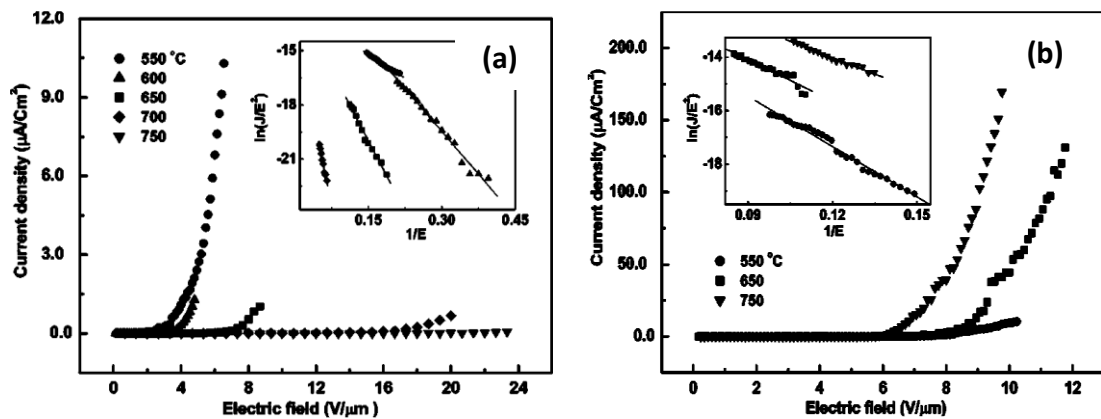 (a)
12.0
9.0
6.0
3.0
0.0
Current density (μA/Cm²)
550 °C
600
650
700
750
-15
-18
-21
ln(J/E²)
0.15 0.30 0.45
1/E
0 4 8 12 16 20 24
Electric field (V/μm )
(b)
200.0
150.0
100.0
50.0
0.0
Current density (μA/Cm²)
-14
-16
-18
ln(J/E²)
0.09 0.12 0.15
1/E
550 °C
650
750
0 2 4 6 8 10 12
Electric field (V/μm)